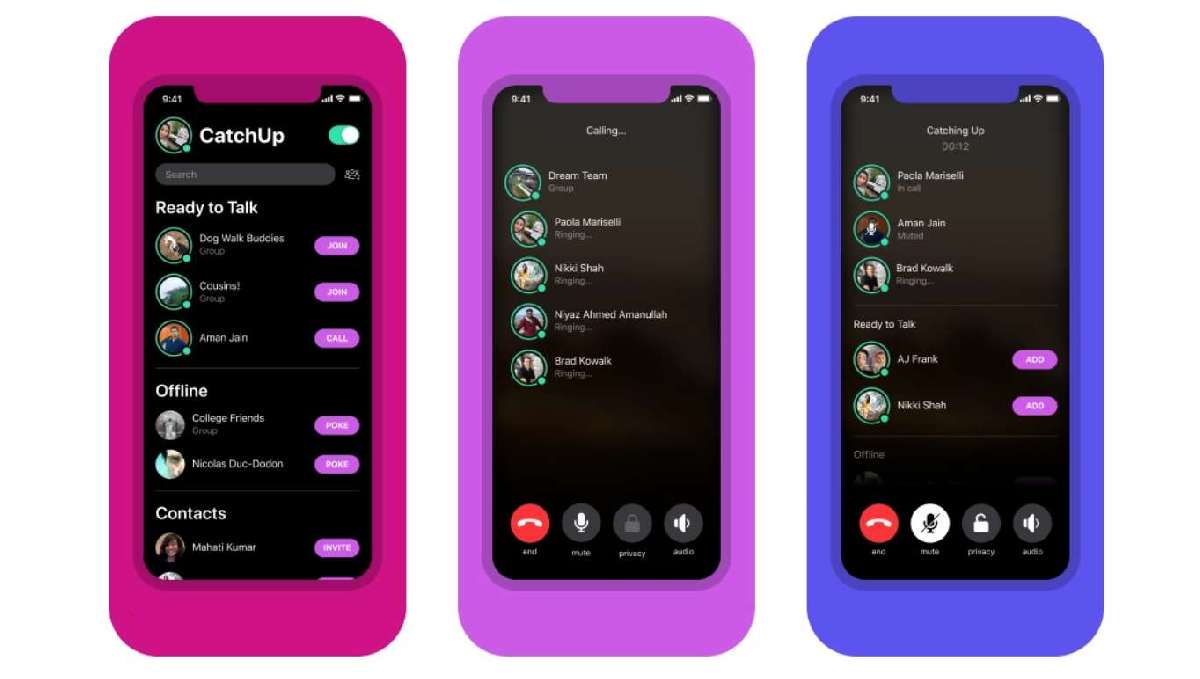 9:41
CatchUp
Search
Ready to Talk
Dog Walk Buddies
Group
JOIN
Cousins!
Group
JOIN
Aman Jain
CALL
Offline
College Friends
Group
POKE
Nicolas Duc-Dodon
POKE
Contacts
Mahati Kumar
INVITE
9:41
Calling...
Dream Team
Group
Paola Mariselli
Ringing...
Nikki Shah
Ringing...
Niyaz Ahmed Amanullah
Ringing...
Brad Kowalk
Ringing...
end
mute
privacy
audio
9:41
Catching Up
00:12
Paola Mariselli
In call
Aman Jain
Muted
Brad Kowalk
Ringing...
Ready to Talk
AJ Frank
ADD
Nikki Shah
ADD
Offline
end
mute
privacy
audio